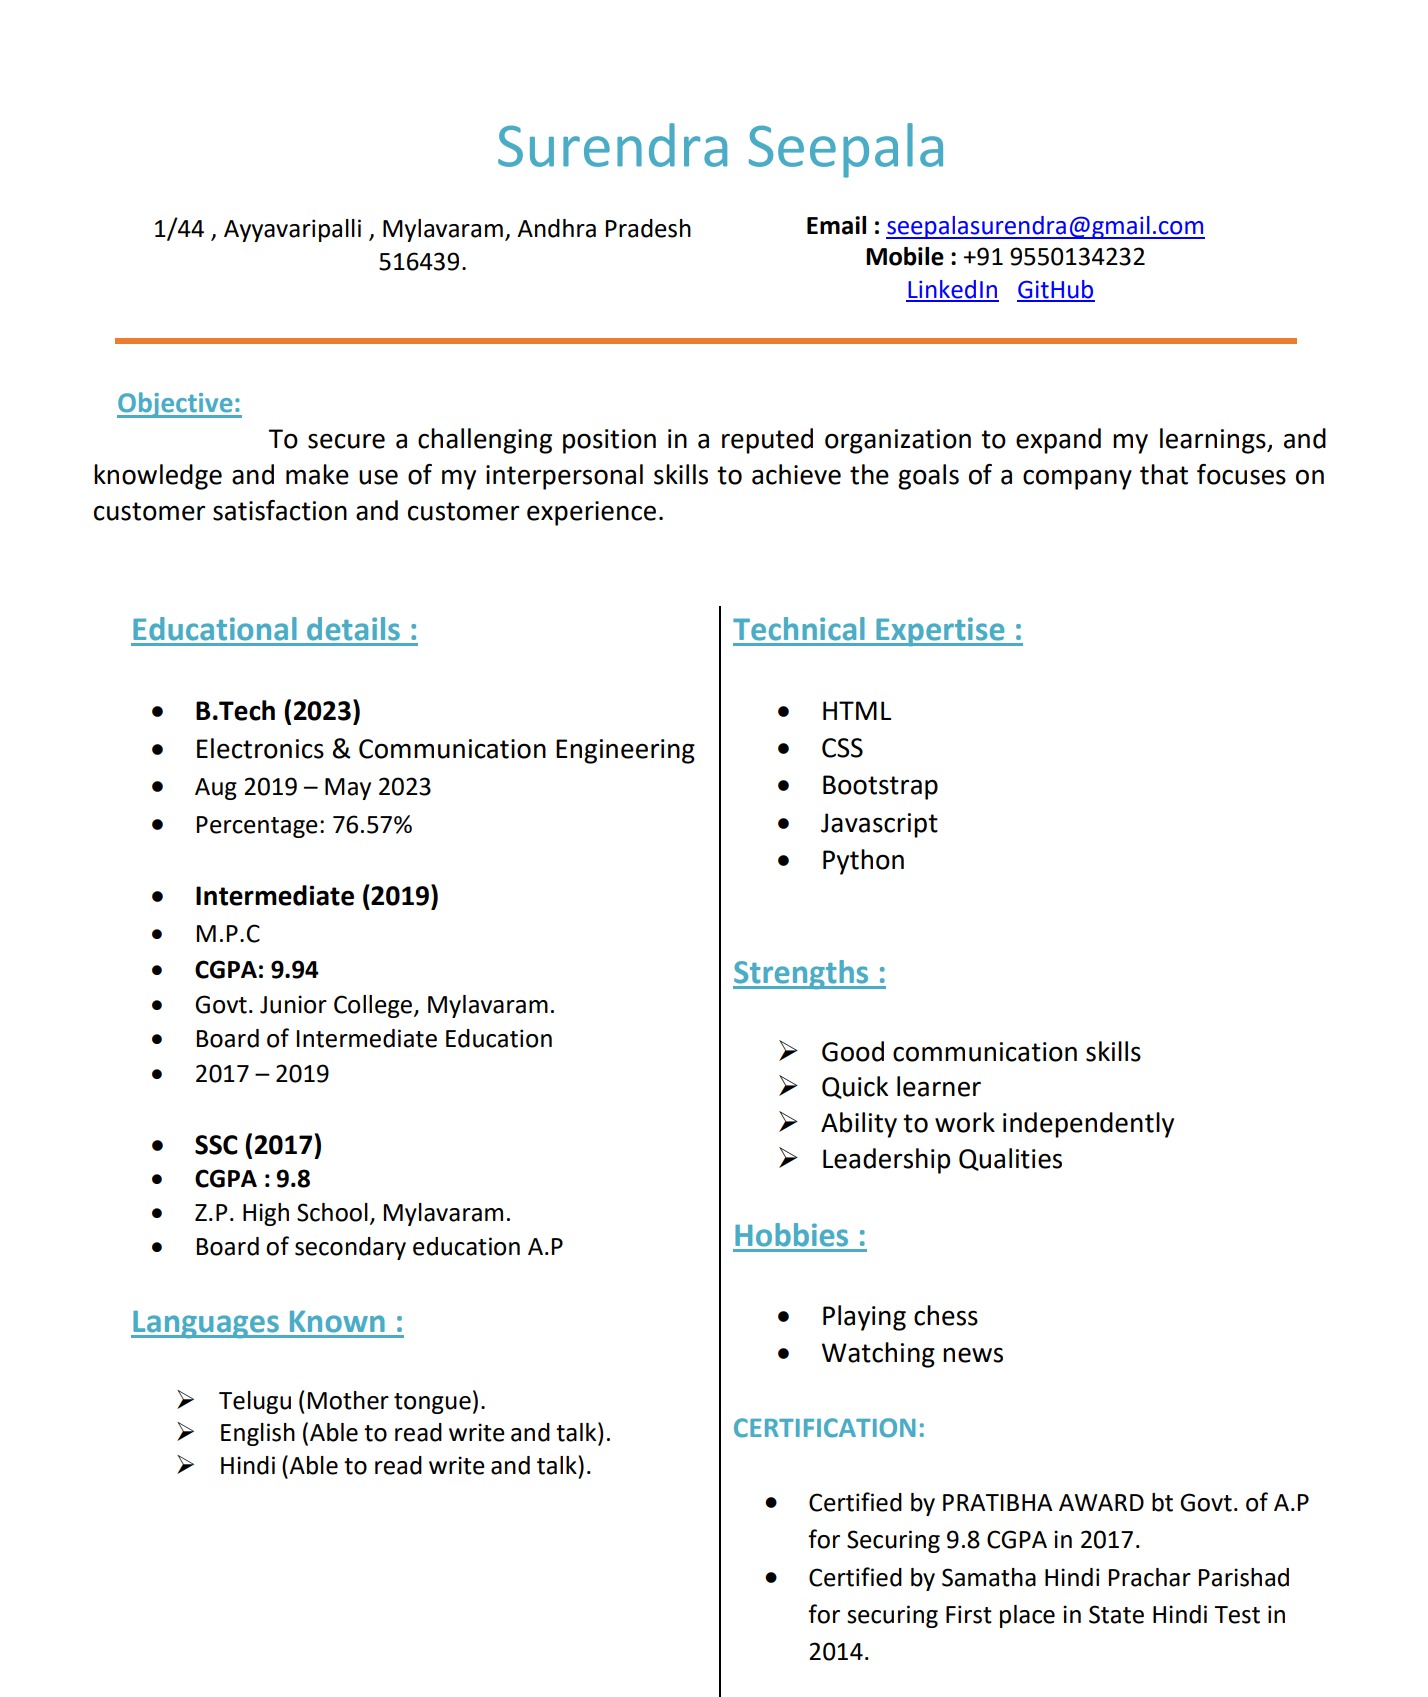 Surendra Seepala
1/44 , Ayyavaripalli , Mylavaram, Andhra Pradesh
516439.
Email : seepalasurendra@gmail.com
Mobile : +91 9550134232
LinkedIn GitHub
Objective:
To secure a challenging position in a reputed organization to expand my learnings, and
knowledge and make use of my interpersonal skills to achieve the goals of a company that focuses on
customer satisfaction and customer experience.
Educational details :
• B.Tech (2023)
• Electronics & Communication Engineering
• Aug 2019 – May 2023
• Percentage: 76.57%
• Intermediate (2019)
• M.P.C
• CGPA: 9.94
• Govt. Junior College, Mylavaram.
• Board of Intermediate Education
• 2017 – 2019
• SSC (2017)
• CGPA : 9.8
• Z.P. High School, Mylavaram.
• Board of secondary education A.P
Languages Known :
➢ Telugu (Mother tongue).
➢ English (Able to read write and talk).
➢ Hindi (Able to read write and talk).
Technical Expertise :
• HTML
• CSS
• Bootstrap
• Javascript
• Python
Strengths :
➢ Good communication skills
➢ Quick learner
➢ Ability to work independently
➢ Leadership Qualities
Hobbies :
• Playing chess
• Watching news
CERTIFICATION:
• Certified by PRATIBHA AWARD bt Govt. of A.P
for Securing 9.8 CGPA in 2017.
• Certified by Samatha Hindi Prachar Parishad
for securing First place in State Hindi Test in
2014.